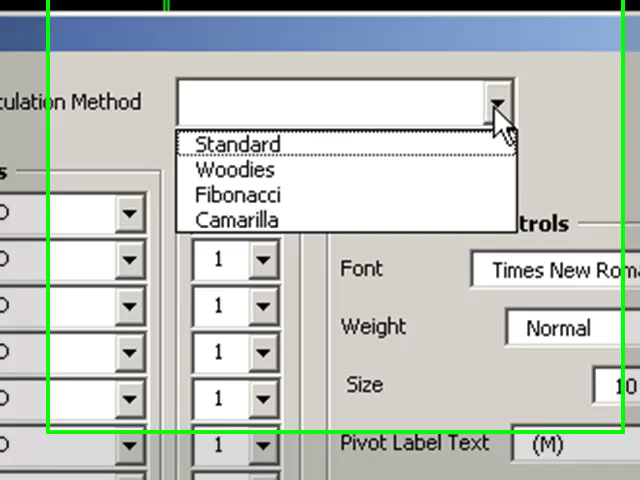 culation Method
Standard
Woodies
Fibonacci
Camarilla
trols
Font
Times New Roma
1
Weight
Normal
1
1
Size
10
1
Pivot Label Text
(M)
1